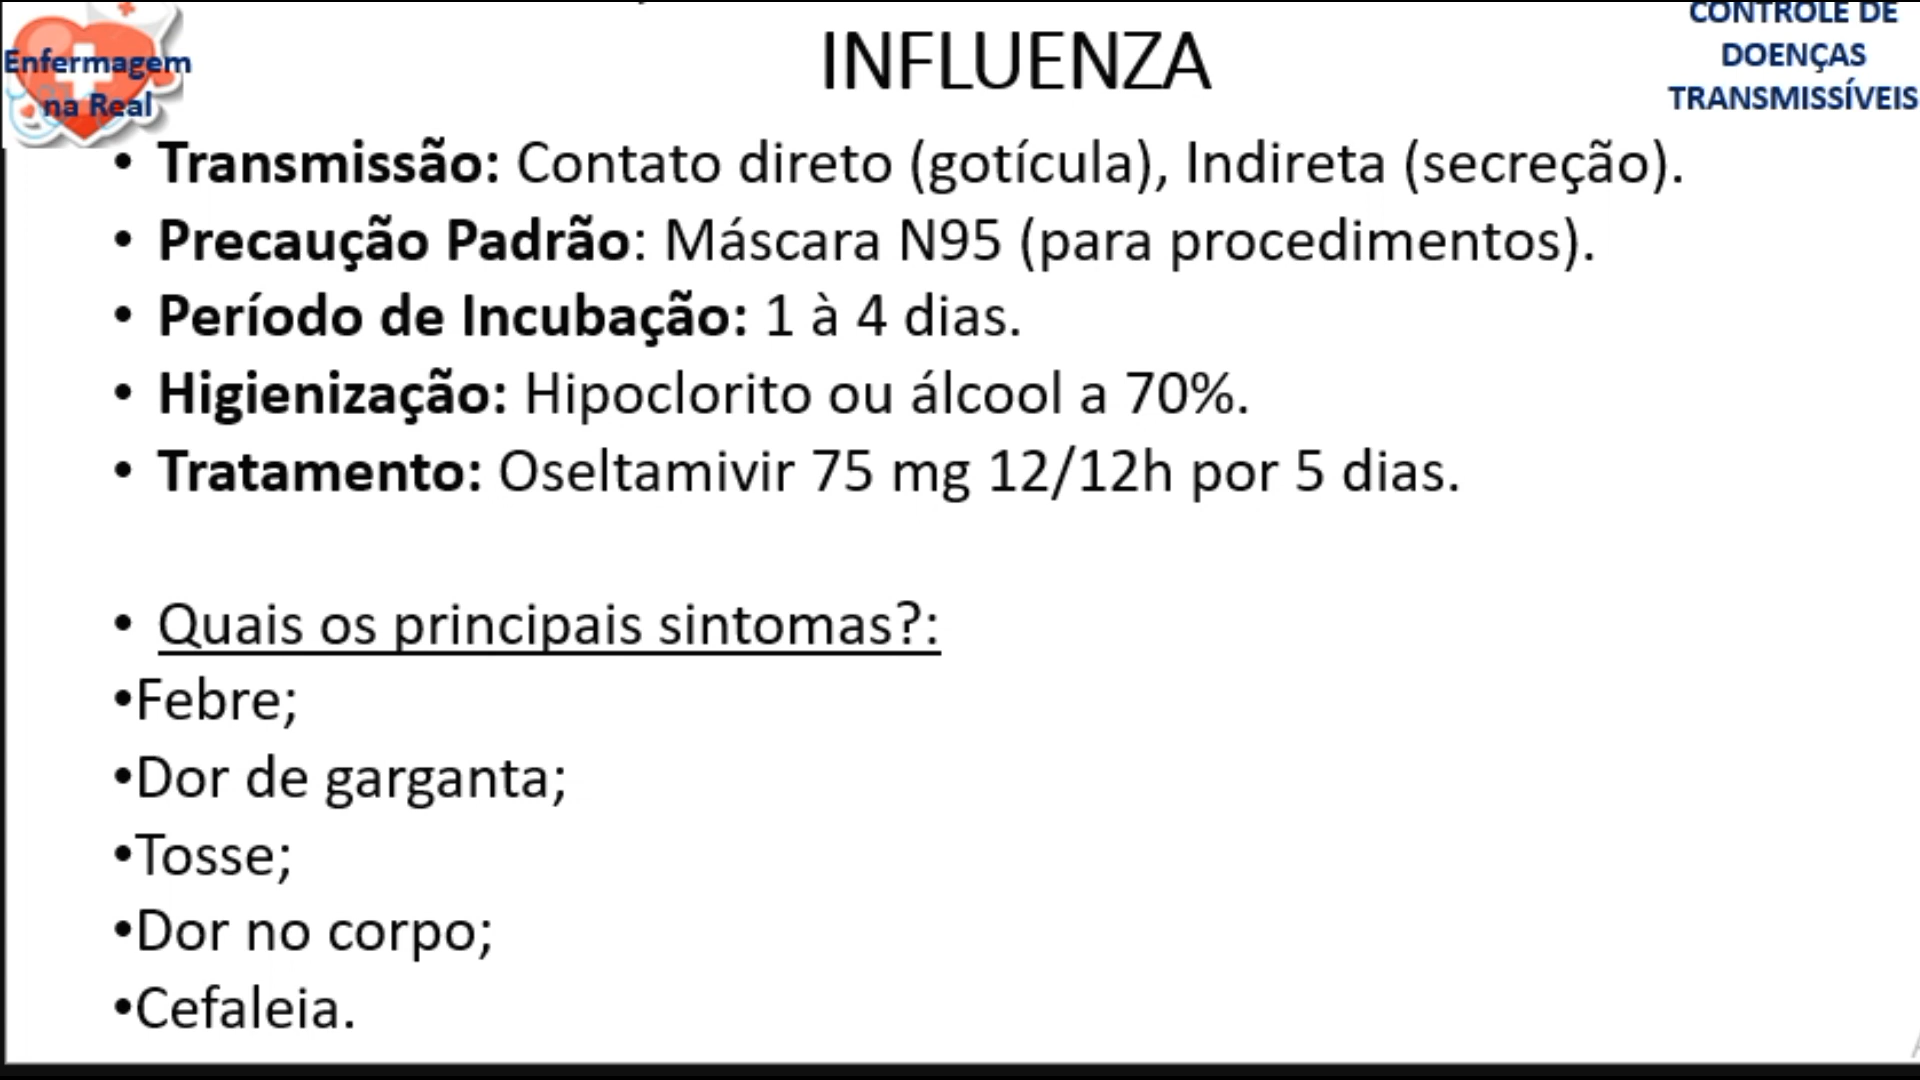 Enfermagem
na Real
INFLUENZA
CONTROLE DE
DOENÇAS
TRANSMISSÍVEIS
• Transmissão: Contato direto (gotícula), Indireta (secreção).
• Precaução Padrão: Máscara N95 (para procedimentos).
• Período de Incubação: 1 à 4 dias.
• Higienização: Hipoclorito ou álcool a 70%.
• Tratamento: Oseltamivir 75 mg 12/12h por 5 dias.
• Quais os principais sintomas?:
•Febre;
•Dor de garganta;
•Tosse;
•Dor no corpo;
•Cefaleia.